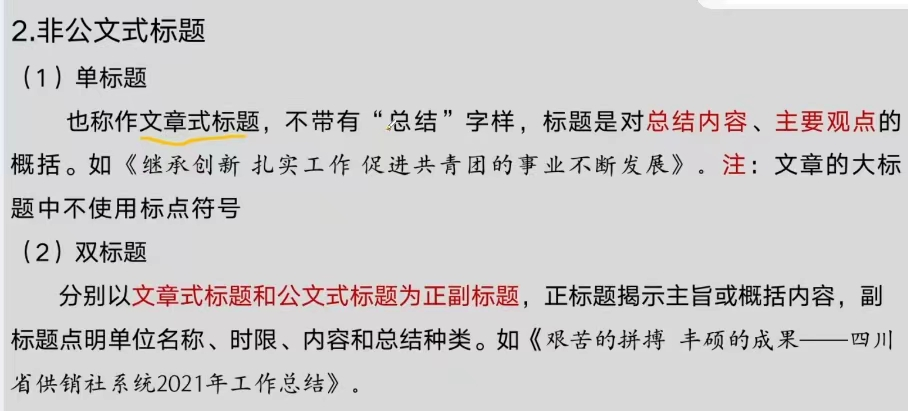 2.非公文式标题
（1）单标题
也称作文章式标题，不带有“总结”字样，标题是对总结内容、主要观点的
概括。如《继承创新 扎实工作 促进共青团的事业不断发展》。注：文章的大标
题中不使用标点符号
（2）双标题
分别以文章式标题和公文式标题为正副标题，正标题揭示主旨或概括内容，副
标题点明单位名称、时限、内容和总结种类。如《艰苦的拼搏 丰硕的成果——四川
省供销社系统2021年工作总结》。